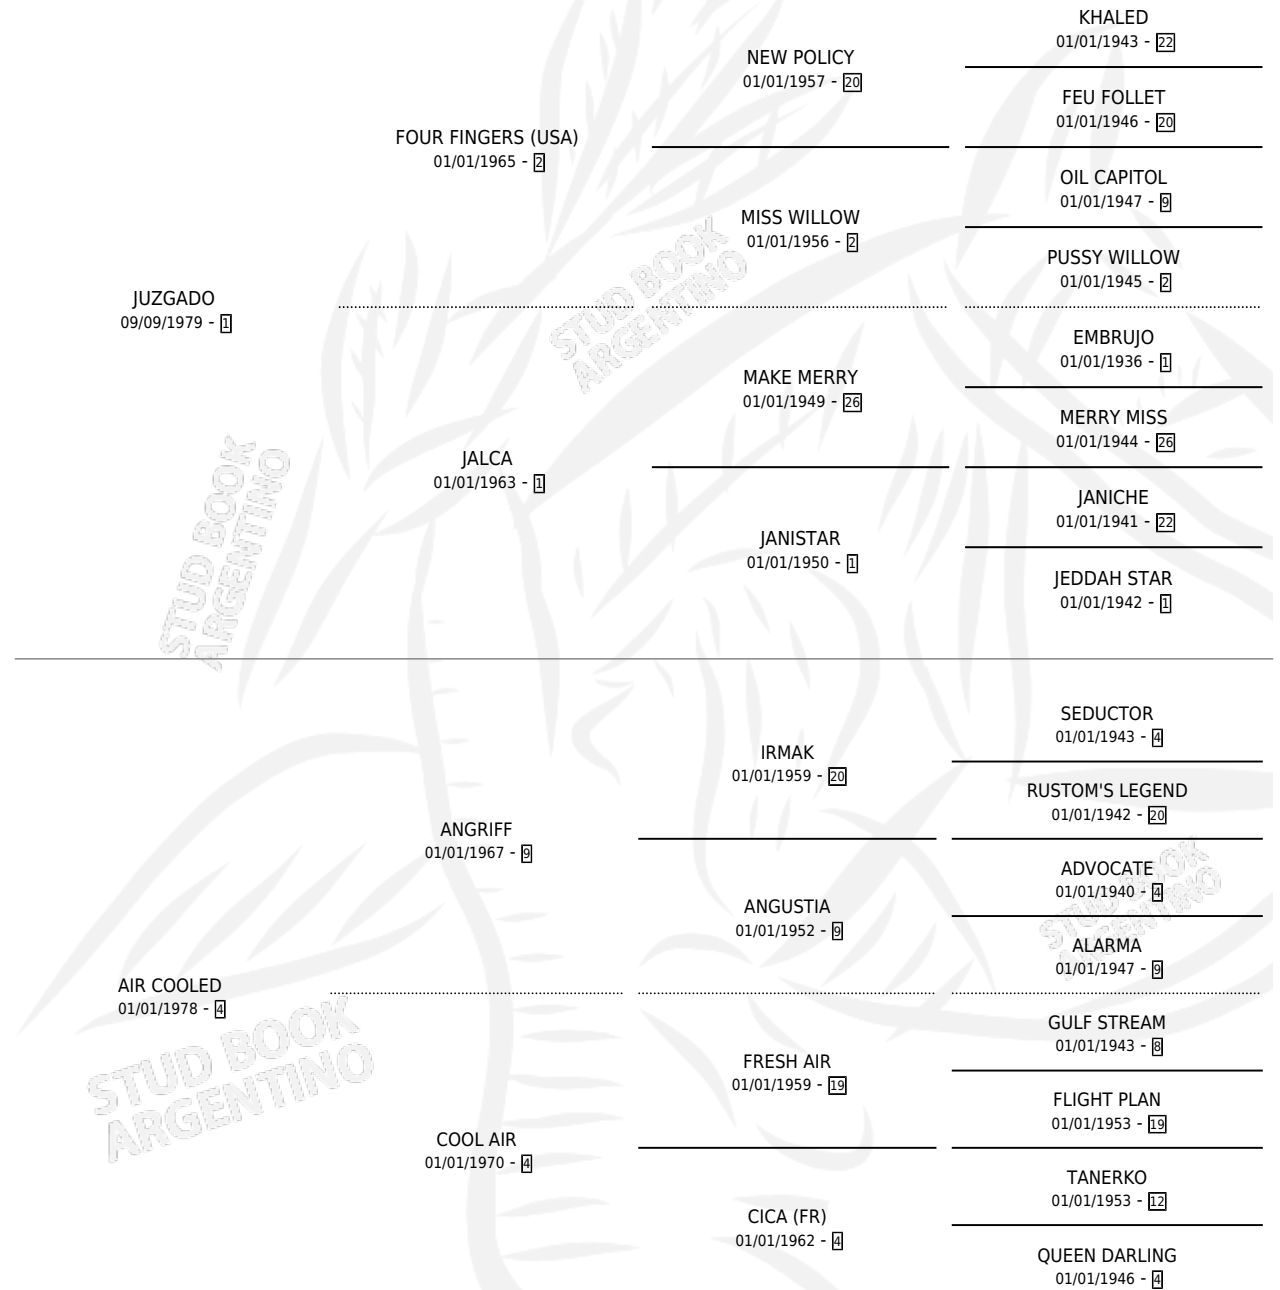 KHALED
01/01/1943 - 22
NEW POLICY
01/01/1957 - 20
FEU FOLLET
01/01/1946 - 20
FOUR FINGERS (USA)
01/01/1965 - 2
OIL CAPITOL
01/01/1947 - 9
MISS WILLOW
01/01/1956 - 2
PUSSY WILLOW
01/01/1945 - 2
JUZGADO
09/09/1979 - 1
STUD BOOK
ARGENTINO
EMBRUJO
01/01/1936 - 1
MAKE MERRY
01/01/1949 - 26
MERRY MISS
01/01/1944 - 26
JALCA
01/01/1963 - 1
JANICHE
01/01/1941 - 22
JANISTAR
01/01/1950 - 1
JEDDAH STAR
01/01/1942 - 1
STUD BOOK
ARGENTINO
SEDUCTOR
01/01/1943 - 4
IRMAK
01/01/1959 - 20
RUSTOM'S LEGEND
01/01/1942 - 20
ANGRIFF
01/01/1967 - 9
ADVOCATE
01/01/1940 - 4
ANGUSTIA
01/01/1952 - 9
ALARMA
01/01/1947 - 9
STUD BOOK
ARGENTINO
AIR COOLED
01/01/1978 - 4
GULF STREAM
01/01/1943 - 8
FRESH AIR
01/01/1959 - 19
FLIGHT PLAN
01/01/1953 - 19
STUD BOOK
ARGENTINO
COOL AIR
01/01/1970 - 4
TANERKO
01/01/1953 - 12
CICA (FR)
01/01/1962 - 4
QUEEN DARLING
01/01/1946 - 4